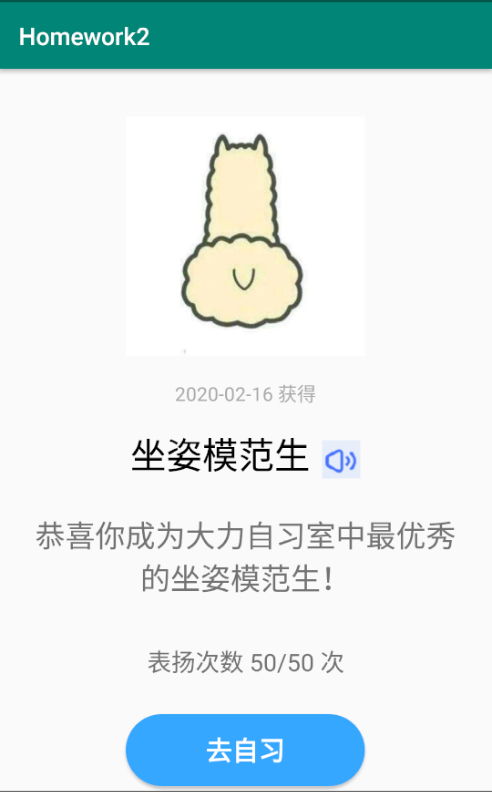 Homework2
2020-02-16 获得
坐姿模范生
恭喜你成为大力自习室中最优秀
的坐姿模范生！
表扬次数 50/50 次
去自习